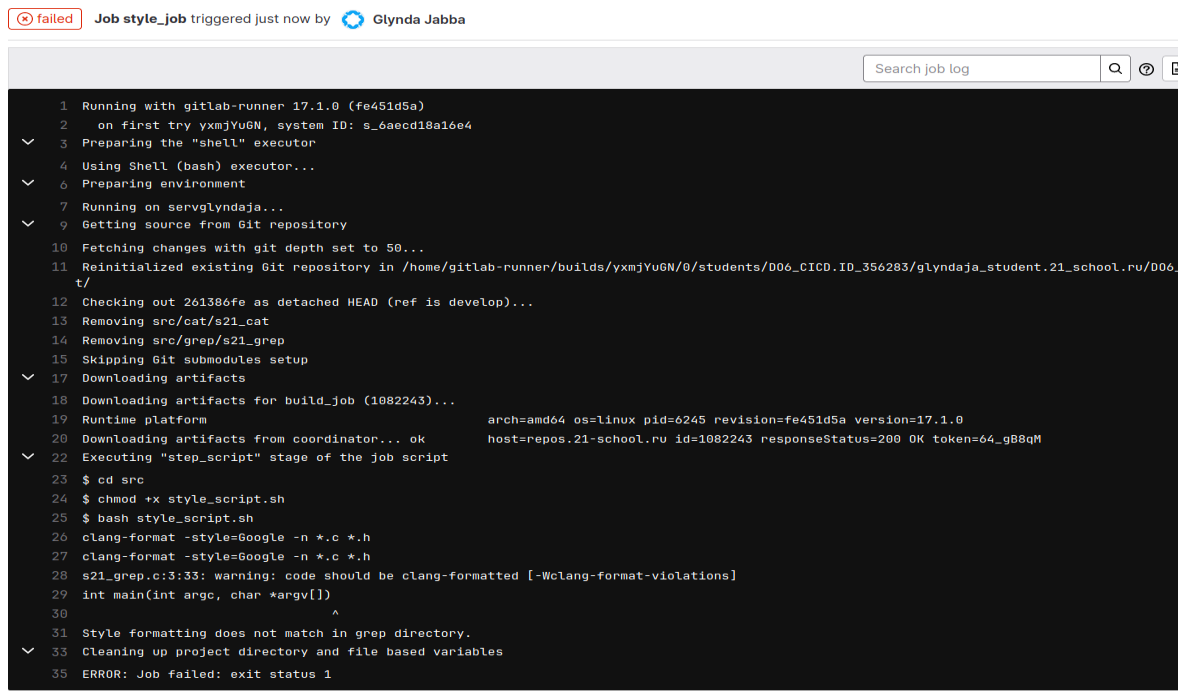 failed Job style_job triggered just now by Glynda Jabba
Search job log
1 Running with gitlab-runner 17.1.0 (fe451d5a)
2 on first try yxmjYuGN, system ID: s_6aecd18a16e4
3 Preparing the "shell" executor
4 Using Shell (bash) executor...
6 Preparing environment
7 Running on servglyndaja...
9 Getting source from Git repository
10 Fetching changes with git depth set to 50...
11 Reinitialized existing Git repository in /home/gitlab-runner/builds/yxmjYuGN/0/students/DO6_CICD.ID_356283/glyndaja_student.21_school.ru/DO6_
t/
12 Checking out 261386fe as detached HEAD (ref is develop)...
13 Removing src/cat/s21_cat
14 Removing src/grep/s21_grep
15 Skipping Git submodules setup
17 Downloading artifacts
18 Downloading artifacts for build_job (1082243)...
19 Runtime platform arch=amd64 os=linux pid=6245 revision=fe451d5a version=17.1.0
20 Downloading artifacts from coordinator... ok host=repos.21-school.ru id=1082243 responseStatus=200 OK token=64_gB8qM
22 Executing "step_script" stage of the job script
23 $ cd src
24 $ chmod +x style_script.sh
25 $ bash style_script.sh
26 clang-format -style=Google -n *.c *.h
27 clang-format -style=Google -n *.c *.h
28 s21_grep.c:3:33: warning: code should be clang-formatted [-Wclang-format-violations]
29 int main(int argc, char *argv[])
30 ^
31 Style formatting does not match in grep directory.
33 Cleaning up project directory and file based variables
35 ERROR: Job failed: exit status 1